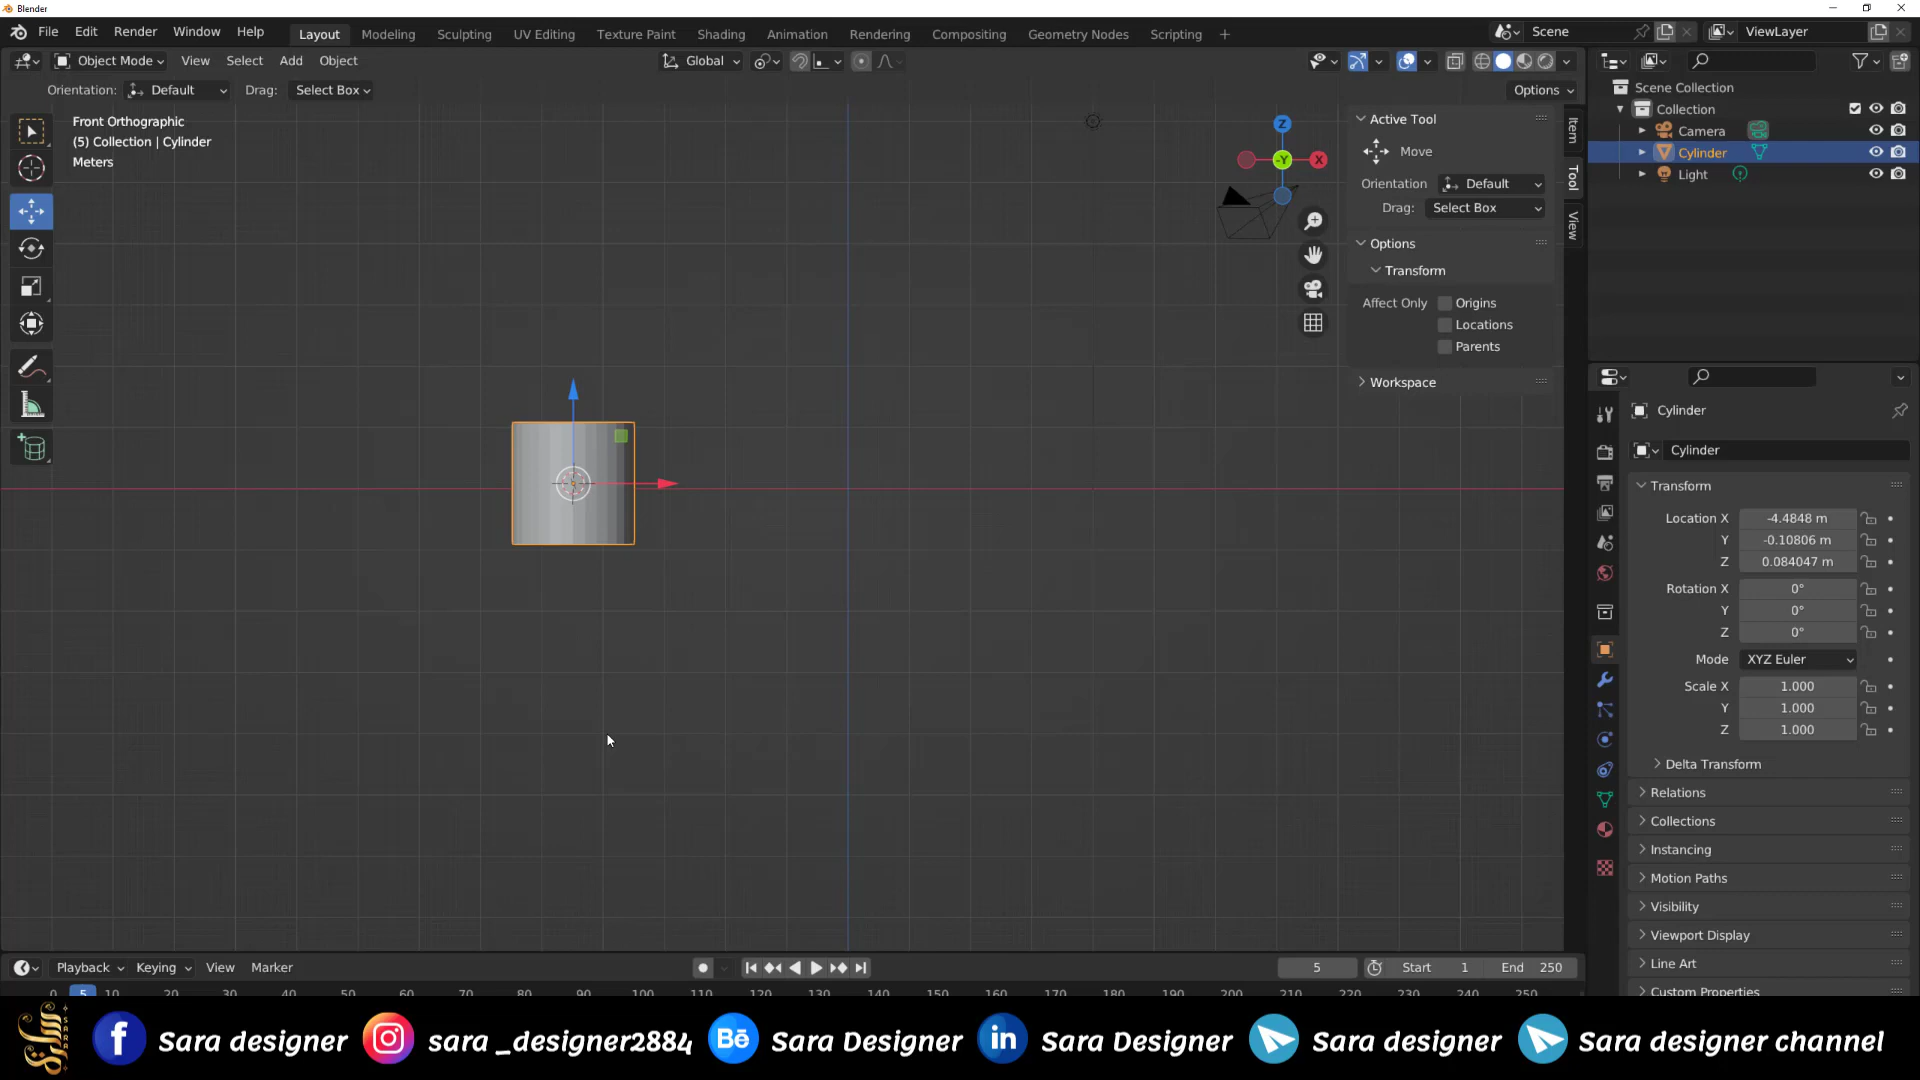 Blender
File Edit Render Window Help Layout Modeling Sculpting UV Editing Texture Paint Shading Animation Rendering Compositing Geometry Nodes Scripting + Scene ViewLayer
Object Mode View Select Add Object Global
Orientation: Default Drag: Select Box Options
Front Orthographic
(5) Collection | Cylinder
Meters
Z
-Y
X
Item
Tool
View
Active Tool
Move
Orientation Default
Drag: Select Box
Options
Transform
Affect Only Origins
Locations
Parents
Workspace
Scene Collection
Collection
Camera
Cylinder
Light
Cylinder
Cylinder
Transform
Location X -4.4848 m
Y -0.10806 m
Z 0.084047 m
Rotation X 0°
Y 0°
Z 0°
Mode XYZ Euler
Scale X 1.000
Y 1.000
Z 1.000
Delta Transform
Relations
Collections
Instancing
Motion Paths
Visibility
Viewport Display
Line Art
Custom Properties
Playback Keying View Marker 5 Start 1 End 250
0 5 10 20 30 40 50 60 70 80 90 100 110 120 130 140 150 160 170 180 190 200 210 220 230 240 250
Sara designer sara _designer2884 Sara Designer Sara Designer Sara designer Sara designer channel